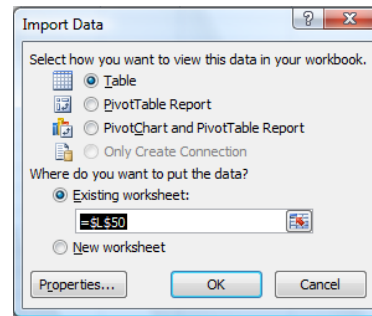 Import Data
Select how you want to view this data in your workbook.
Table
PivotTable Report
PivotChart and PivotTable Report
Only Create Connection
Where do you want to put the data?
Existing worksheet:
=$L$50
New worksheet
Properties... OK Cancel